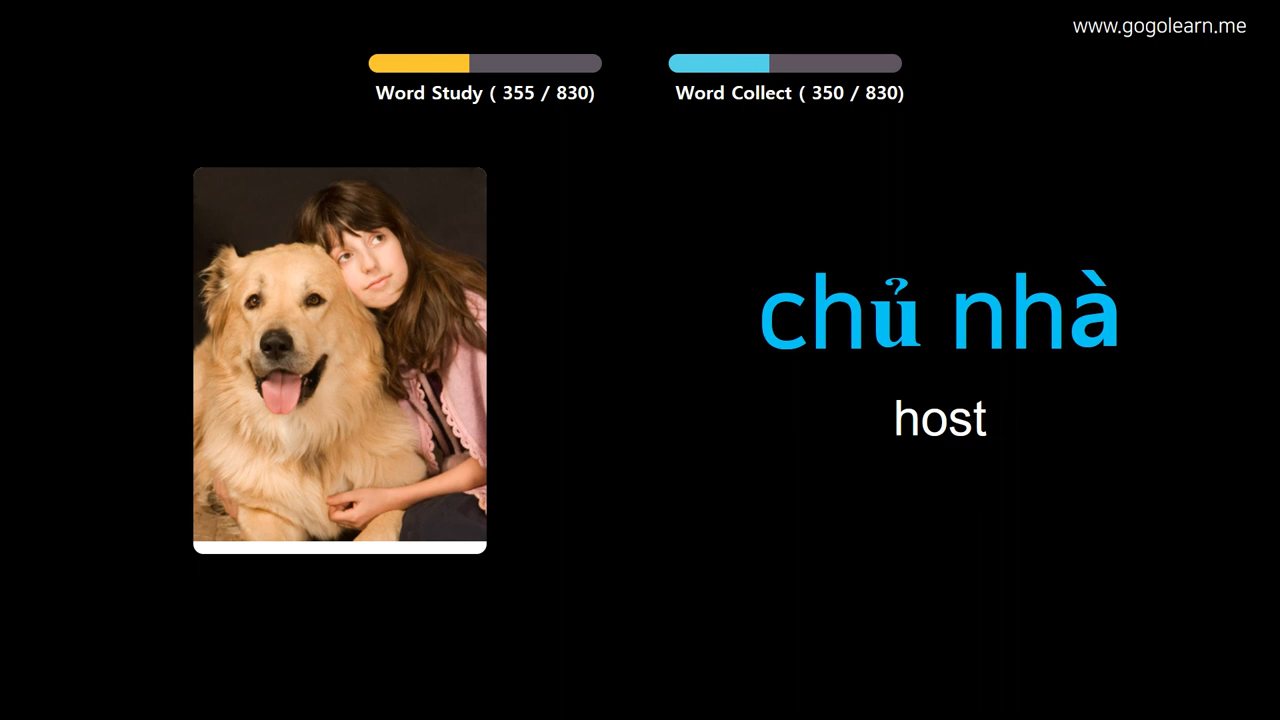 www.gogolearn.me
Word Study ( 355 / 830)
Word Collect ( 350 / 830)
chủ nhà
host